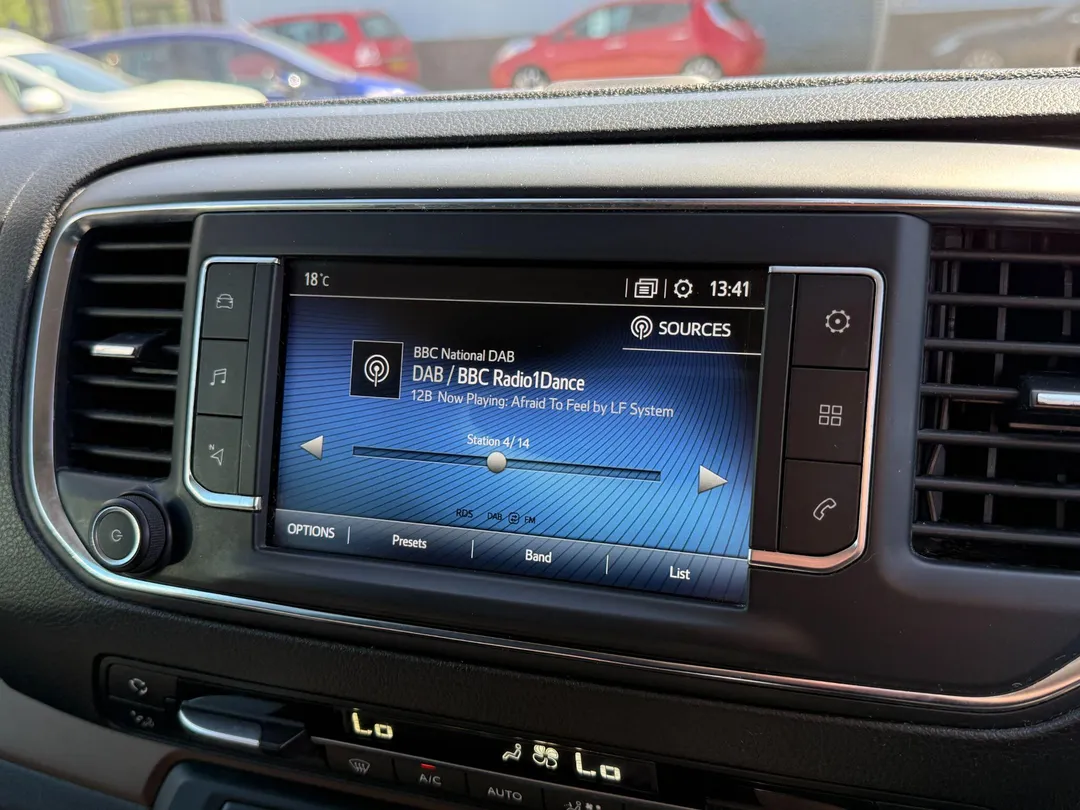 18°C
13:41
SOURCES
BBC National DAB
DAB / BBC Radio1Dance
12B Now Playing: Afraid To Feel by LF System
Station 4/14
RDS DAB FM
OPTIONS Presets Band List
N
Lo Lo
A/C AUTO